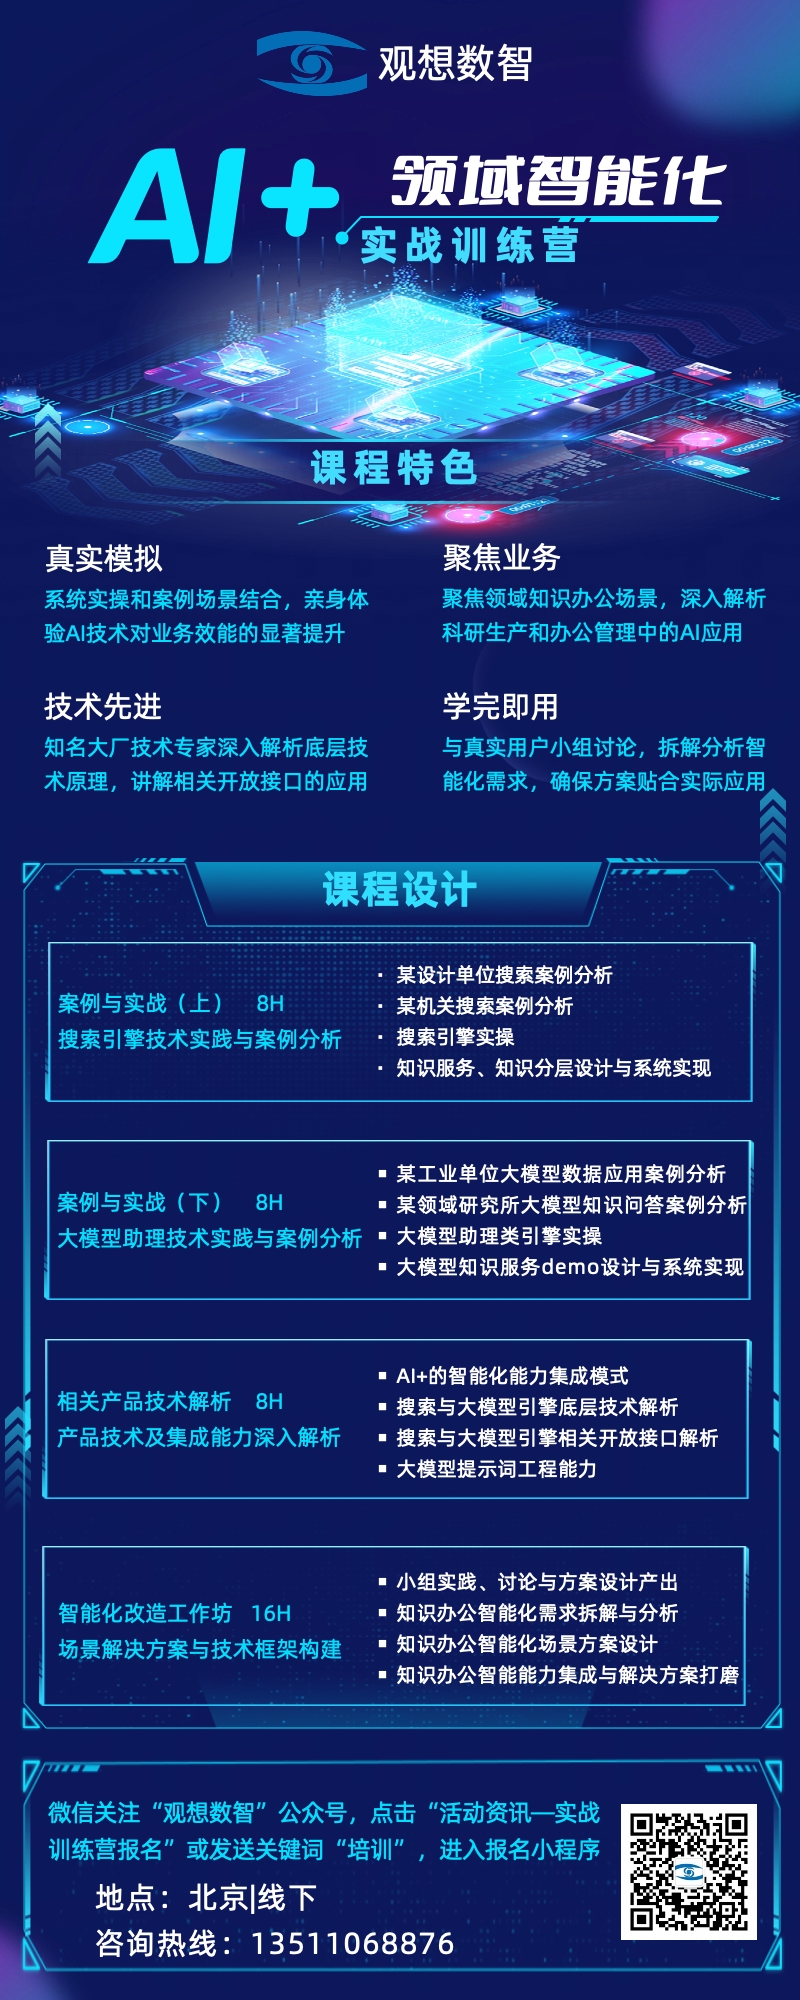 观想数智
AI+
领域智能化
实战训练营
课程特色
真实模拟
系统实操和案例场景结合，亲身体
验AI技术对业务效能的显著提升
聚焦业务
聚焦领域知识办公场景，深入解析
科研生产和办公管理中的AI应用
技术先进
知名大厂技术专家深入解析底层技
术原理，讲解相关开放接口的应用
学完即用
与真实用户小组讨论，拆解分析智
能化需求，确保方案贴合实际应用
课程设计
案例与实战（上） 8H
搜索引擎技术实践与案例分析
· 某设计单位搜索案例分析
· 某机关搜索案例分析
· 搜索引擎实操
· 知识服务、知识分层设计与系统实现
案例与实战（下） 8H
大模型助理技术实践与案例分析
▪ 某工业单位大模型数据应用案例分析
▪ 某领域研究所大模型知识问答案例分析
▪ 大模型助理类引擎实操
▪ 大模型知识服务demo设计与系统实现
相关产品技术解析 8H
产品技术及集成能力深入解析
▪ AI+的智能化能力集成模式
▪ 搜索与大模型引擎底层技术解析
▪ 搜索与大模型引擎相关开放接口解析
▪ 大模型提示词工程能力
智能化改造工作坊 16H
场景解决方案与技术框架构建
▪ 小组实践、讨论与方案设计产出
▪ 知识办公智能化需求拆解与分析
▪ 知识办公智能化场景方案设计
▪ 知识办公智能能力集成与解决方案打磨
微信关注“观想数智”公众号，点击“活动资讯—实战
训练营报名”或发送关键词“培训”，进入报名小程序
地点：北京|线下
咨询热线：13511068876